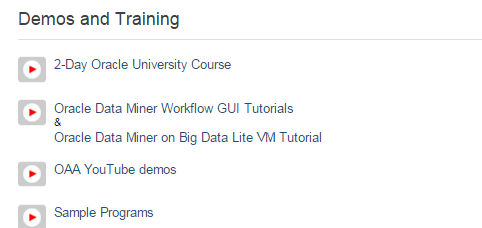 Demos and Training
2-Day Oracle University Course
Oracle Data Miner Workflow GUI Tutorials
&
Oracle Data Miner on Big Data Lite VM Tutorial
OAA YouTube demos
Sample Programs